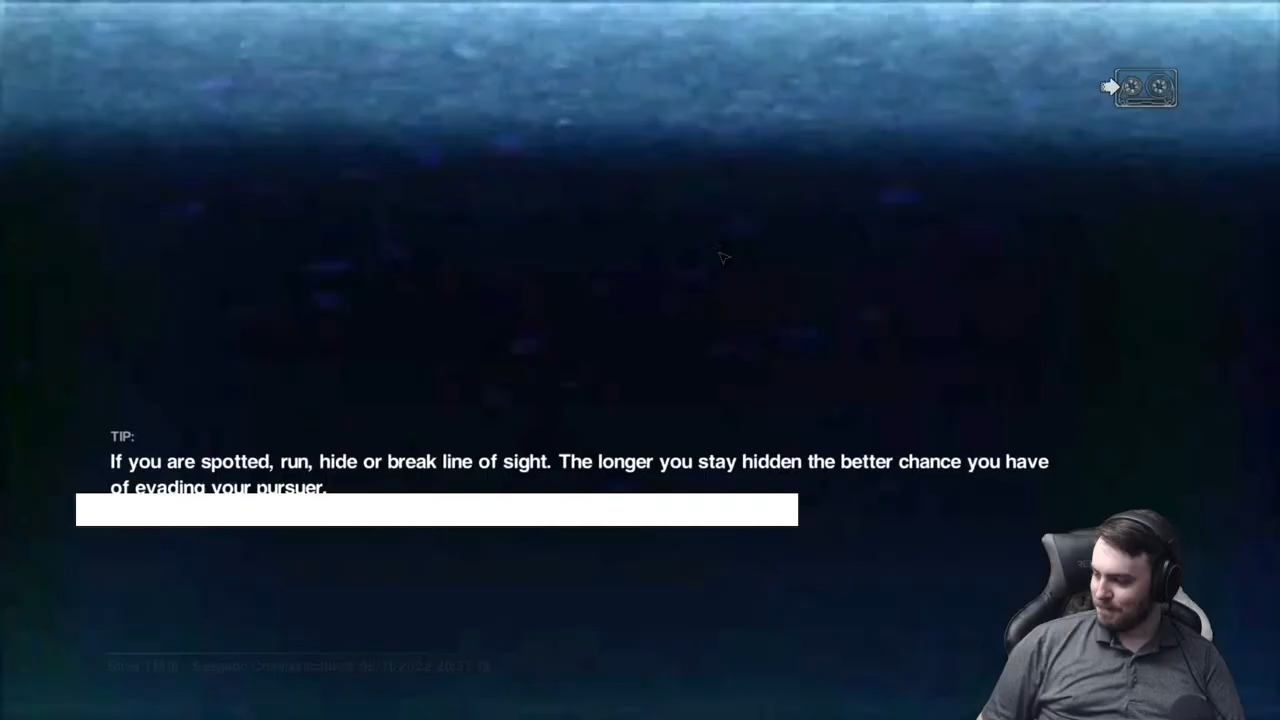 TIP:
If you are spotted, run, hide or break line of sight. The longer you stay hidden the better chance you have
of evading your pursuer.